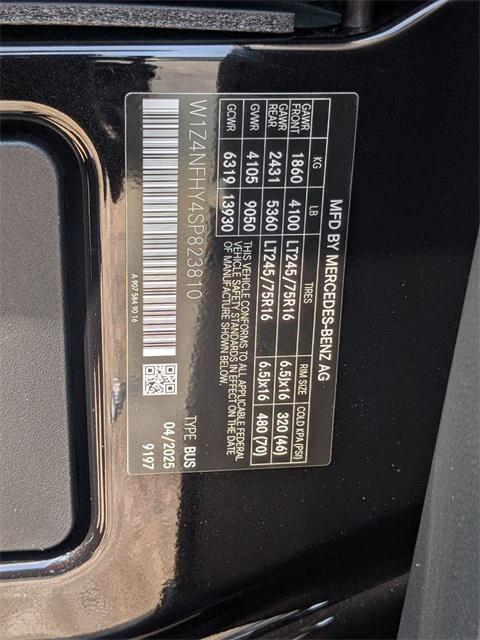 MFD BY MERCEDES-BENZ AG
KG LB TIRES RIM SIZE COLD KPA (PSI)
GAWR FRONT 1860 4100 LT245/75R16 6.5Jx16 320 (46)
GAWR REAR 2431 5360 LT245/75R16 6.5Jx16 480 (70)
GVWR 4105 9050
GCWR 6319 13930
THIS VEHICLE CONFORMS TO ALL APPLICABLE FEDERAL
VEHICLE SAFETY STANDARDS IN EFFECT ON THE DATE
OF MANUFACTURE SHOWN BELOW.
W1Z4NFHY4SP823810
TYPE BUS
04/2025
9197
A 907 584 90 16